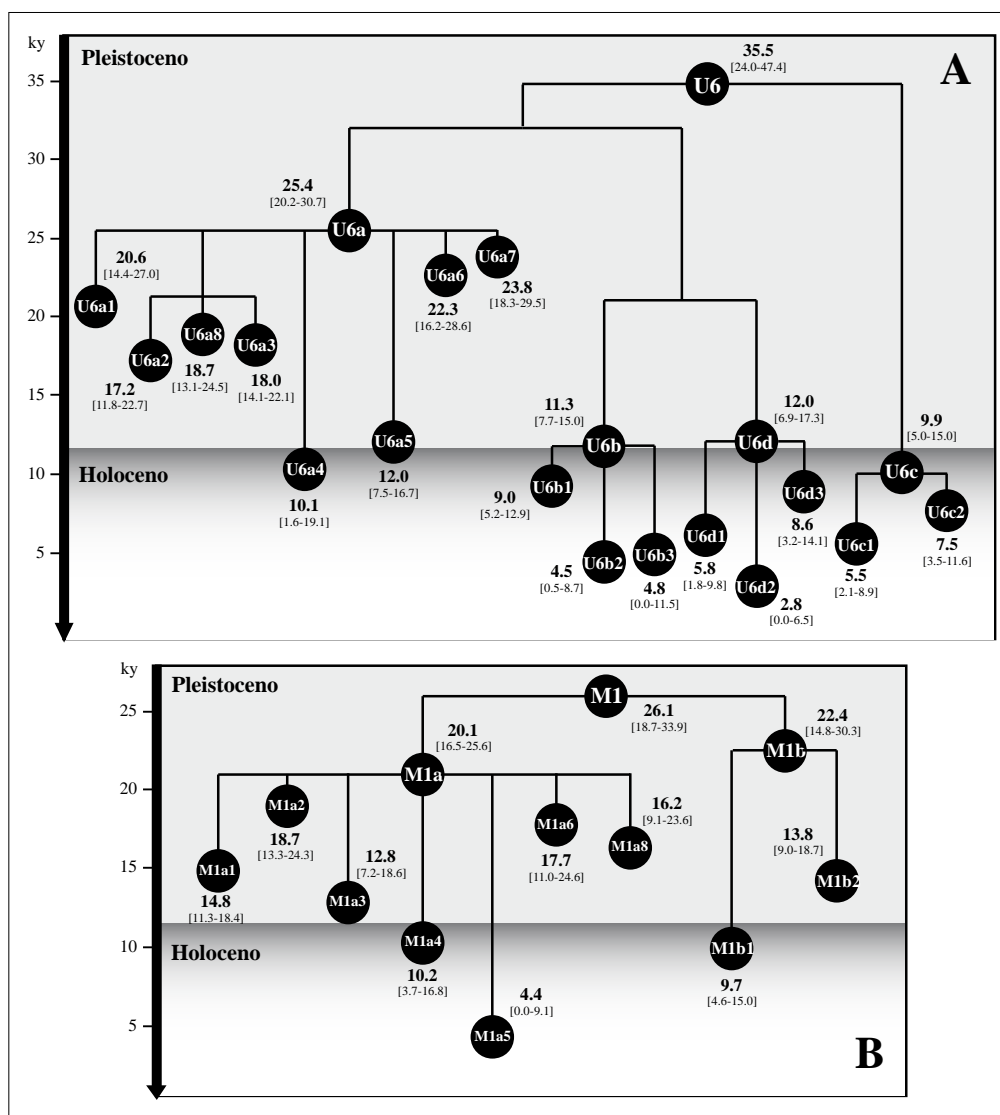 ky
Pleistoceno
A
35.5
[24.0-47.4]
U6
35
30
25.4
[20.2-30.7]
U6a
25
20.6
[14.4-27.0]
U6a1
U6a7
23.8
[18.3-29.5]
U6a6
22.3
[16.2-28.6]
20
U6a2
17.2
[11.8-22.7]
U6a8
18.7
[13.1-24.5]
U6a3
18.0
[14.1-22.1]
15
11.3
[7.7-15.0]
U6b
12.0
[6.9-17.3]
U6d
9.9
[5.0-15.0]
U6c
U6a5
12.0
[7.5-16.7]
Holoceno
U6a4
10.1
[1.6-19.1]
10
U6b1
9.0
[5.2-12.9]
U6b2
4.5
[0.5-8.7]
U6b3
4.8
[0.0-11.5]
U6d1
5.8
[1.8-9.8]
U6d2
2.8
[0.0-6.5]
U6d3
8.6
[3.2-14.1]
U6c1
5.5
[2.1-8.9]
U6c2
7.5
[3.5-11.6]
5
ky
Pleistoceno
M1
26.1
[18.7-33.9]
25
20.1
[16.5-25.6]
M1a
22.4
[14.8-30.3]
M1b
20
M1a1
14.8
[11.3-18.4]
M1a2
18.7
[13.3-24.3]
12.8
[7.2-18.6]
M1a3
M1a6
17.7
[11.0-24.6]
16.2
[9.1-23.6]
M1a8
13.8
[9.0-18.7]
M1b2
15
Holoceno
10
M1a4
10.2
[3.7-16.8]
4.4
[0.0-9.1]
M1a5
M1b1
9.7
[4.6-15.0]
5
B